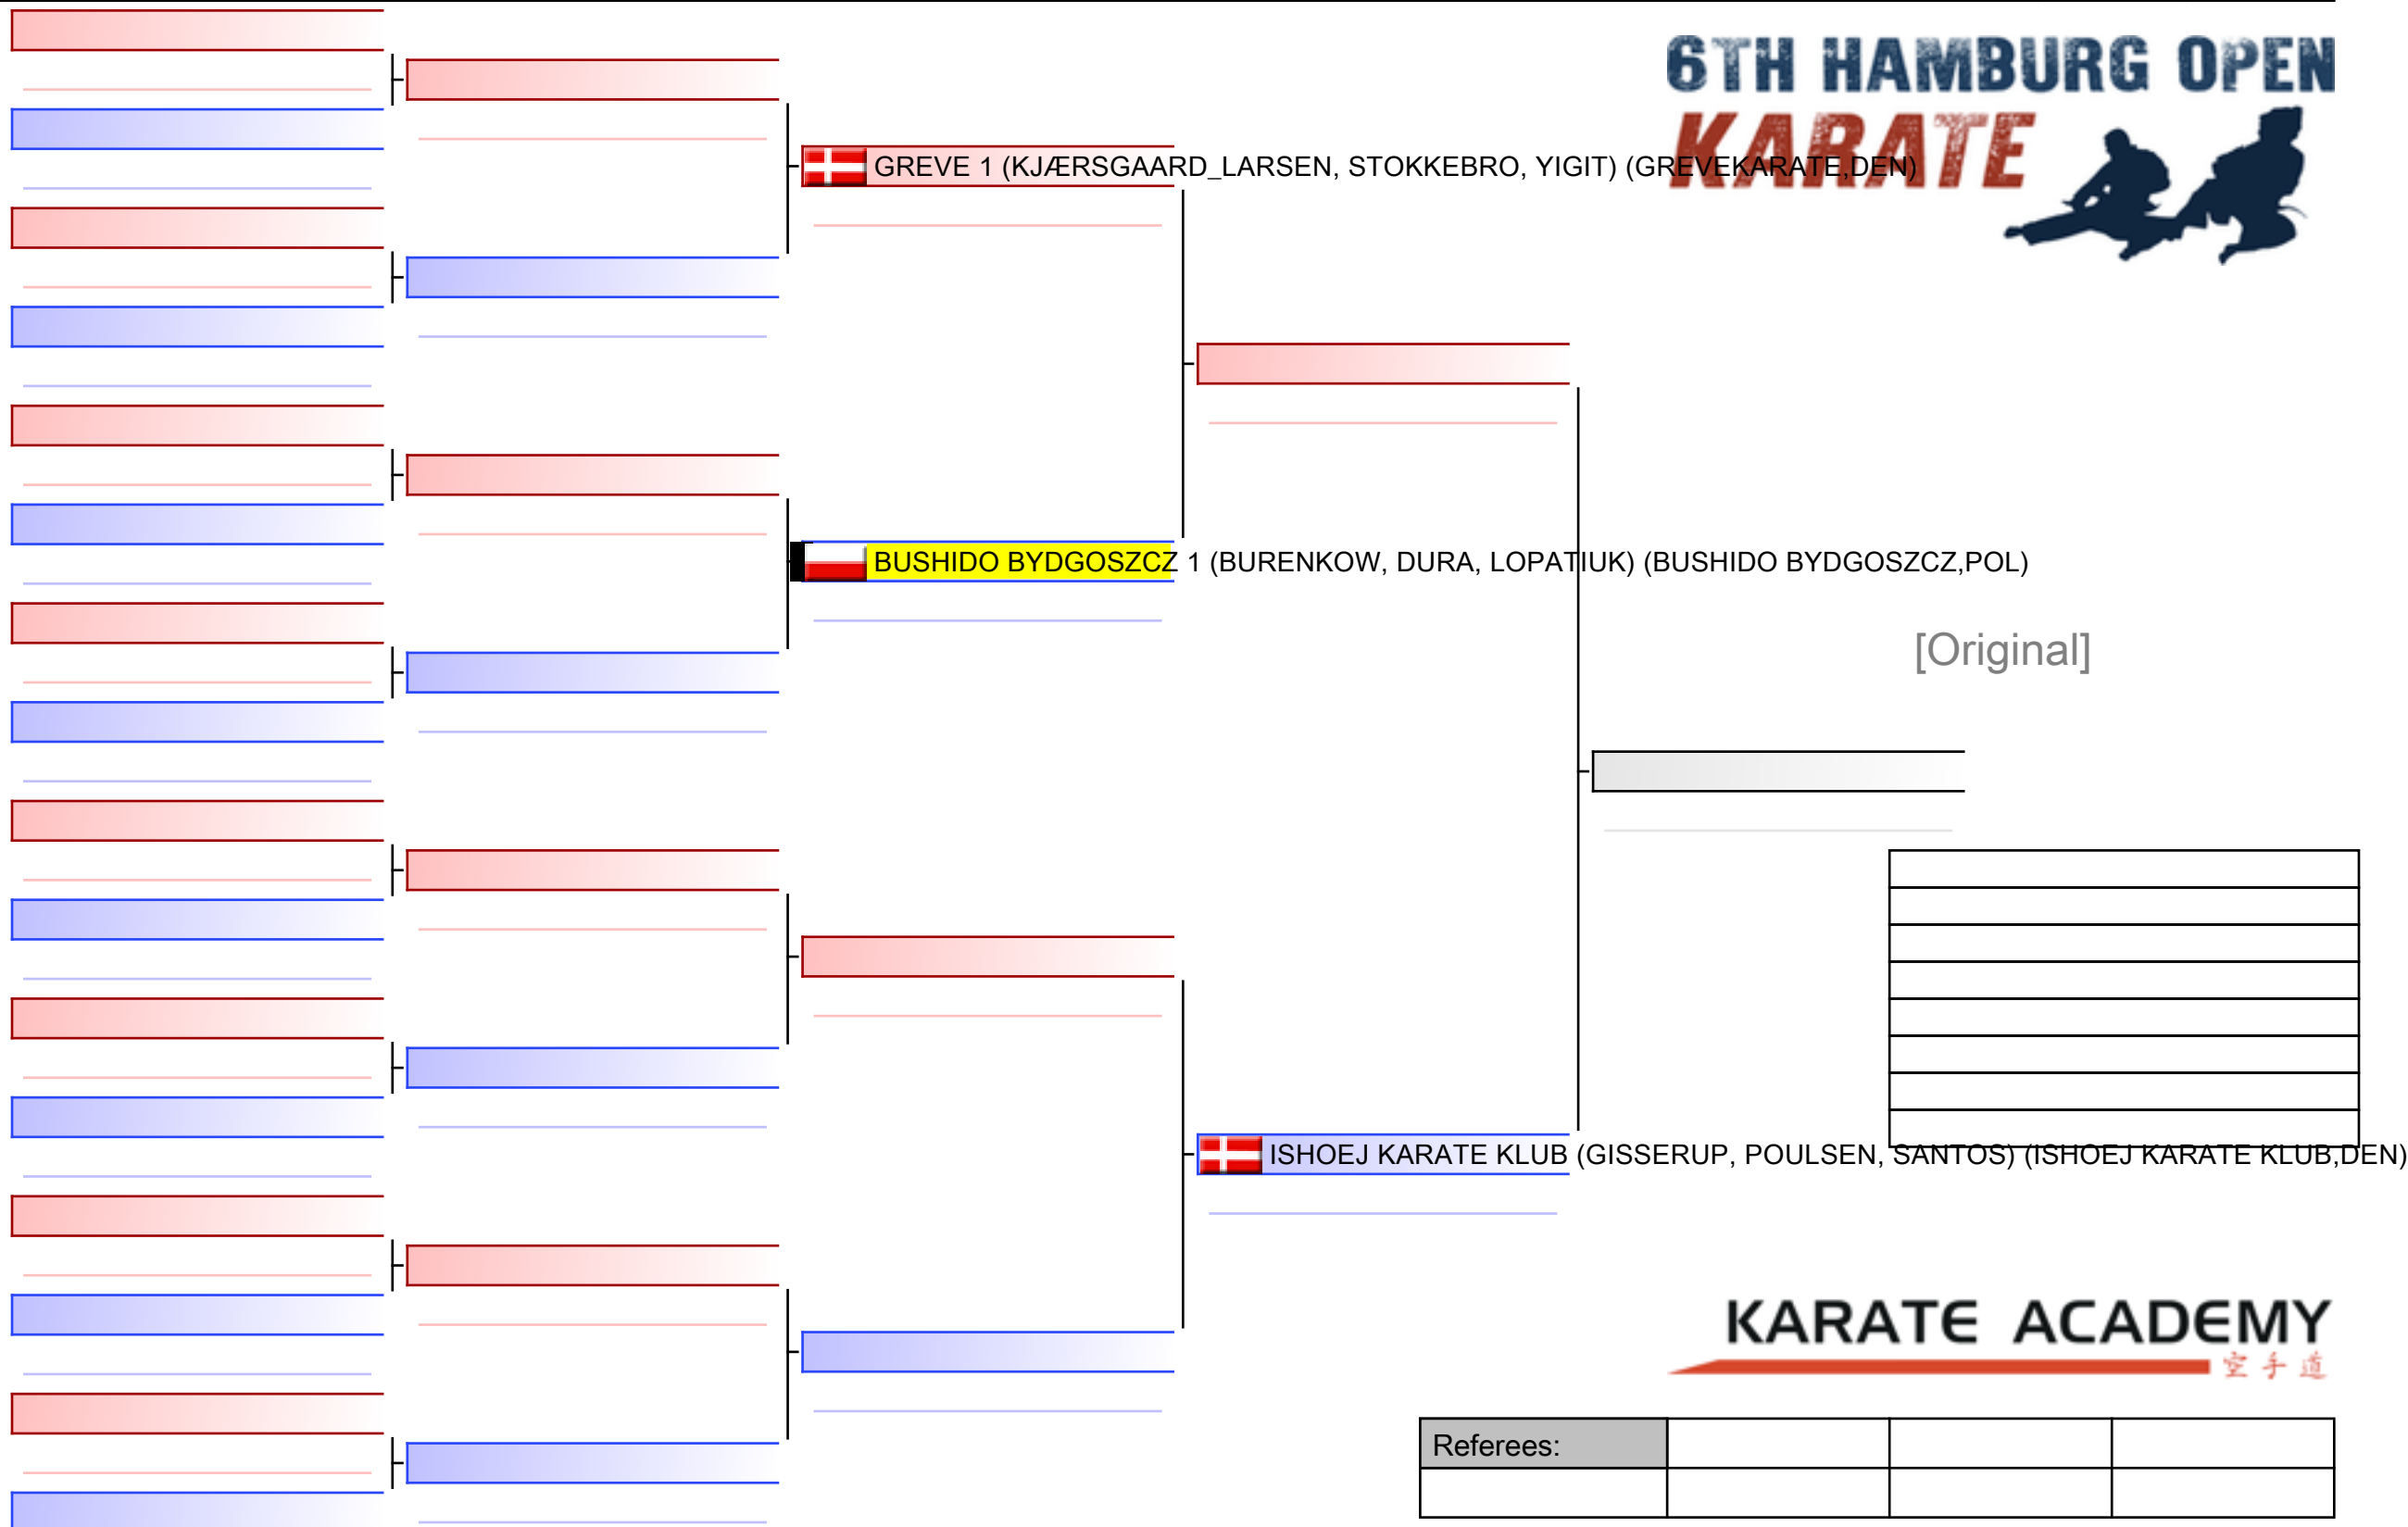 6TH HAMBURG OPEN
KARATE
GREVE 1 (KJÆRSGAARD_LARSEN, STOKKEBRO, YIGIT) (GREVEKARATE,DEN)
BUSHIDO BYDGOSZCZ 1 (BURENKOW, DURA, LOPATIUK) (BUSHIDO BYDGOSZCZ,POL)
[Original]
ISHOEJ KARATE KLUB (GISSERUP, POULSEN, SANTOS) (ISHOEJ KARATE KLUB,DEN)
KARATE ACADEMY
空手道
Referees: